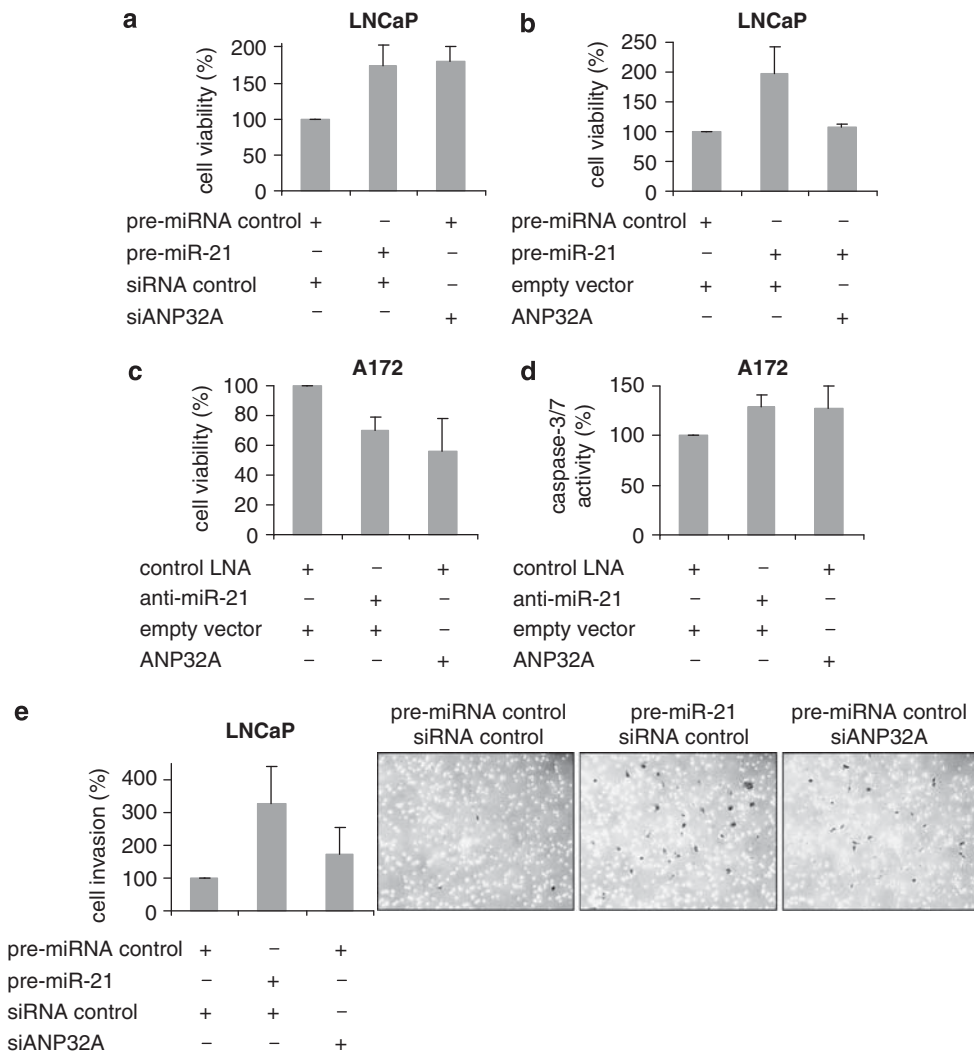 a
LNCaP
cell viability (%)
200
150
100
50
0
pre-miRNA control + – +
pre-miR-21 – + –
siRNA control + + –
siANP32A – – +
b
LNCaP
cell viability (%)
250
200
150
100
50
0
pre-miRNA control + – –
pre-miR-21 – + +
empty vector + + –
ANP32A – – +
c
A172
cell viability (%)
100
80
60
40
20
0
control LNA + – +
anti-miR-21 – + –
empty vector + + –
ANP32A – – +
d
A172
caspase-3/7
activity (%)
150
100
50
0
control LNA + – +
anti-miR-21 – + –
empty vector + + –
ANP32A – – +
e
LNCaP
cell invasion (%)
400
300
200
100
0
pre-miRNA control + – +
pre-miR-21 – + –
siRNA control + + –
siANP32A – – +
pre-miRNA control
siRNA control
pre-miR-21
siRNA control
pre-miRNA control
siANP32A